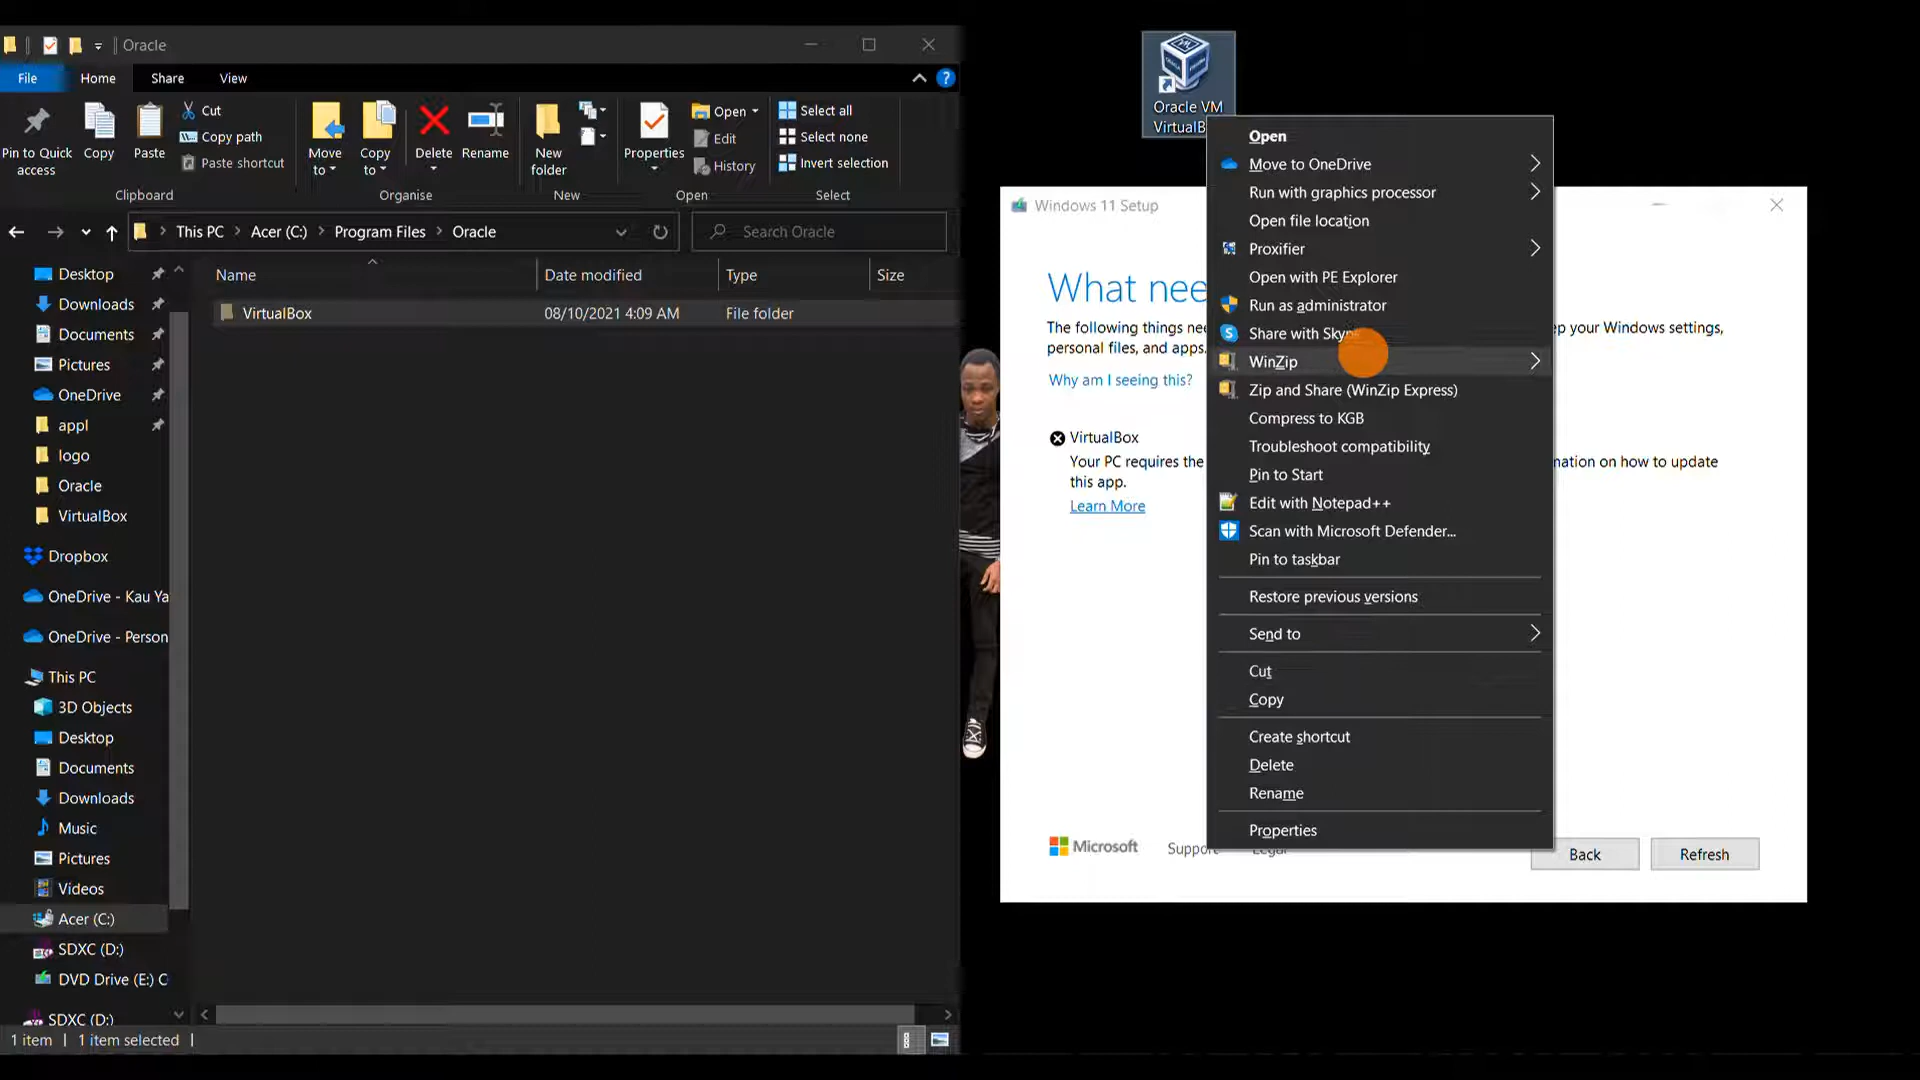 Oracle
File
Home
Share
View
Pin to Quick
access
Copy
Paste
Cut
Copy path
Paste shortcut
Move
to
Copy
to
Delete
Rename
New
folder
Properties
Open
Edit
History
Select all
Select none
Invert selection
Clipboard
Organise
New
Open
Select
This PC
Acer (C:)
Program Files
Oracle
Search Oracle
Name
Date modified
Type
Size
VirtualBox
08/10/2021 4:09 AM
File folder
Desktop
Downloads
Documents
Pictures
OneDrive
appl
logo
Oracle
VirtualBox
Dropbox
OneDrive - Kau Ya
OneDrive - Person
This PC
3D Objects
Desktop
Documents
Downloads
Music
Pictures
Videos
Acer (C:)
SDXC (D:)
DVD Drive (E:) C
SDXC (D:)
1 item
1 item selected
Oracle VM
VirtualB
Windows 11 Setup
What nee
The following things ne
ep your Windows settings,
personal files, and apps.
Why am I seeing this?
VirtualBox
Your PC requires the
mation on how to update
this app.
Learn More
Microsoft
Support
Legal
Back
Refresh
Open
Move to OneDrive
Run with graphics processor
Open file location
Proxifier
Open with PE Explorer
Run as administrator
Share with Skyp
WinZip
Zip and Share (WinZip Express)
Compress to KGB
Troubleshoot compatibility
Pin to Start
Edit with Notepad++
Scan with Microsoft Defender...
Pin to taskbar
Restore previous versions
Send to
Cut
Copy
Create shortcut
Delete
Rename
Properties